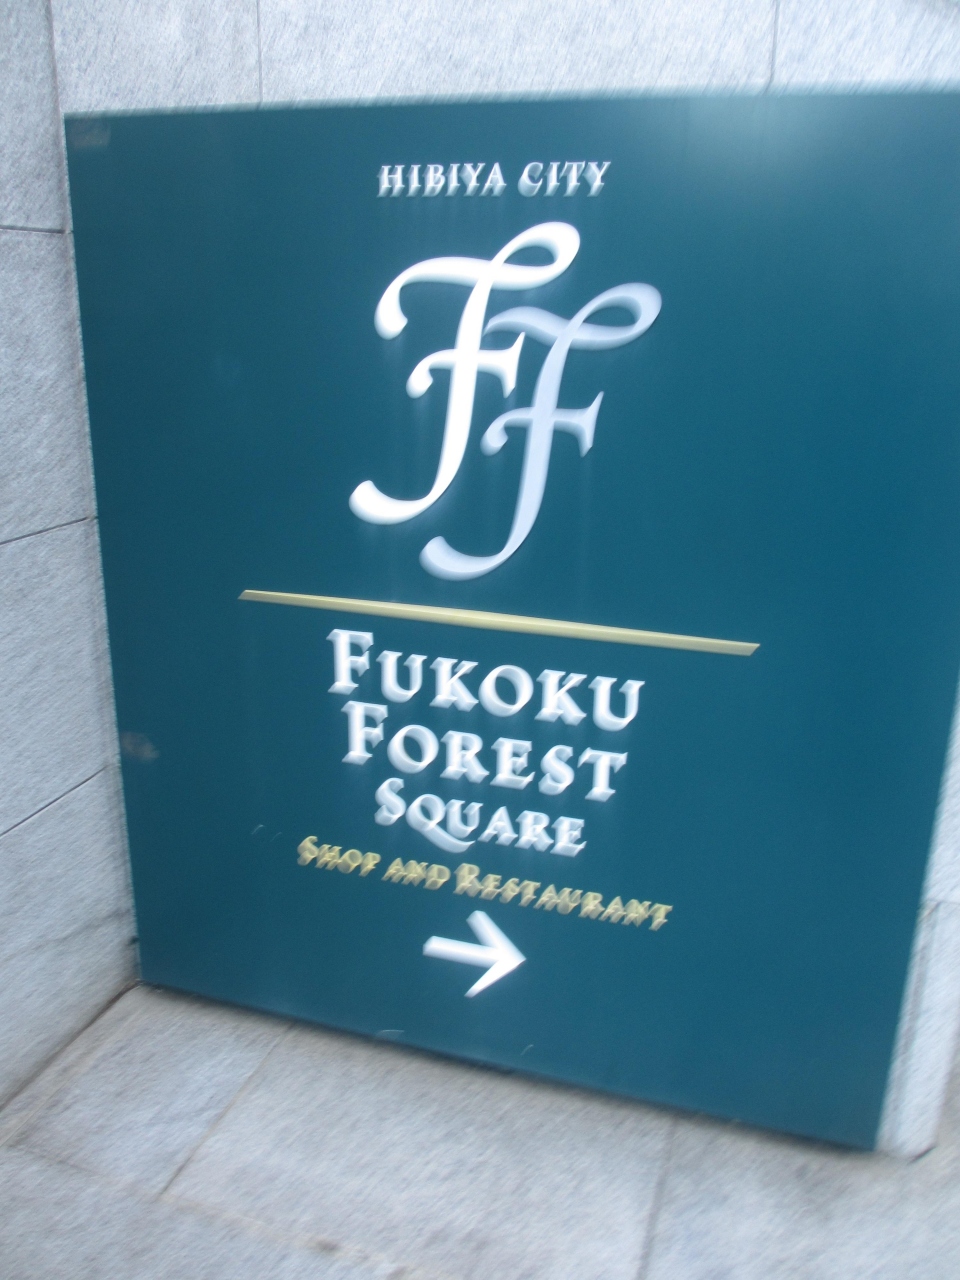 HIBIYA CITY
FF
FUKOKU
FOREST
SQUARE
SHOP AND RESTAURANT